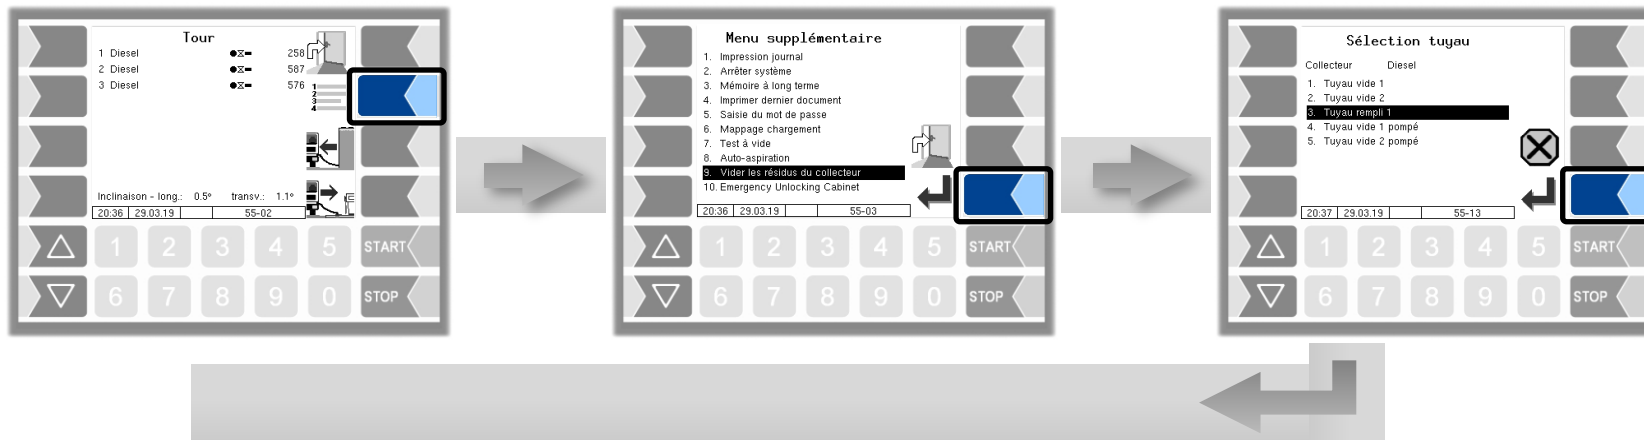 Tour
1 Diesel 258
2 Diesel 587
3 Diesel 576
1
2
3
4
Inclinaison - long.: 0.5° transv.: 1.1°
20:36 29.03.19 55-02
1 2 3 4 5 START
6 7 8 9 0 STOP
Menu supplémentaire
1. Impression journal
2. Arrêter système
3. Mémoire à long terme
4. Imprimer dernier document
5. Saisie du mot de passe
6. Mappage chargement
7. Test à vide
8. Auto-aspiration
9. Vider les résidus du collecteur
10. Emergency Unlocking Cabinet
20:36 29.03.19 55-03
1 2 3 4 5 START
6 7 8 9 0 STOP
Sélection tuyau
Collecteur Diesel
1. Tuyau vide 1
2. Tuyau vide 2
3. Tuyau rempli 1
4. Tuyau vide 1 pompé
5. Tuyau vide 2 pompé
20:37 29.03.19 55-13
1 2 3 4 5 START
6 7 8 9 0 STOP